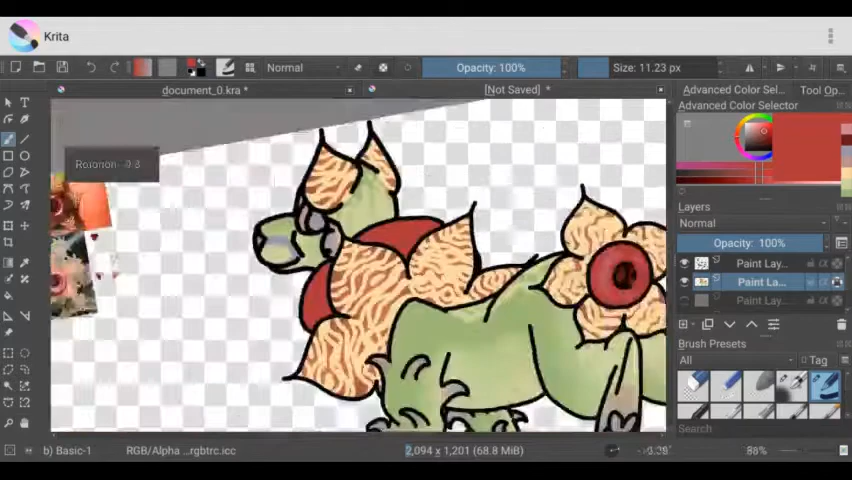 Krita
Normal
Opacity: 100%
Size: 11.23 px
document_0.kra *
[Not Saved] *
Advanced Color Sel...
Tool Op...
Advanced Color Selector
Layers
Normal
Opacity: 100%
Paint Lay...
Paint La...
Paint Lay...
Brush Presets
All
Tag
Search
b) Basic-1
RGB/Alpha ...rgbtrc.icc
2,094 x 1,201 (68.8 MiB)
88%